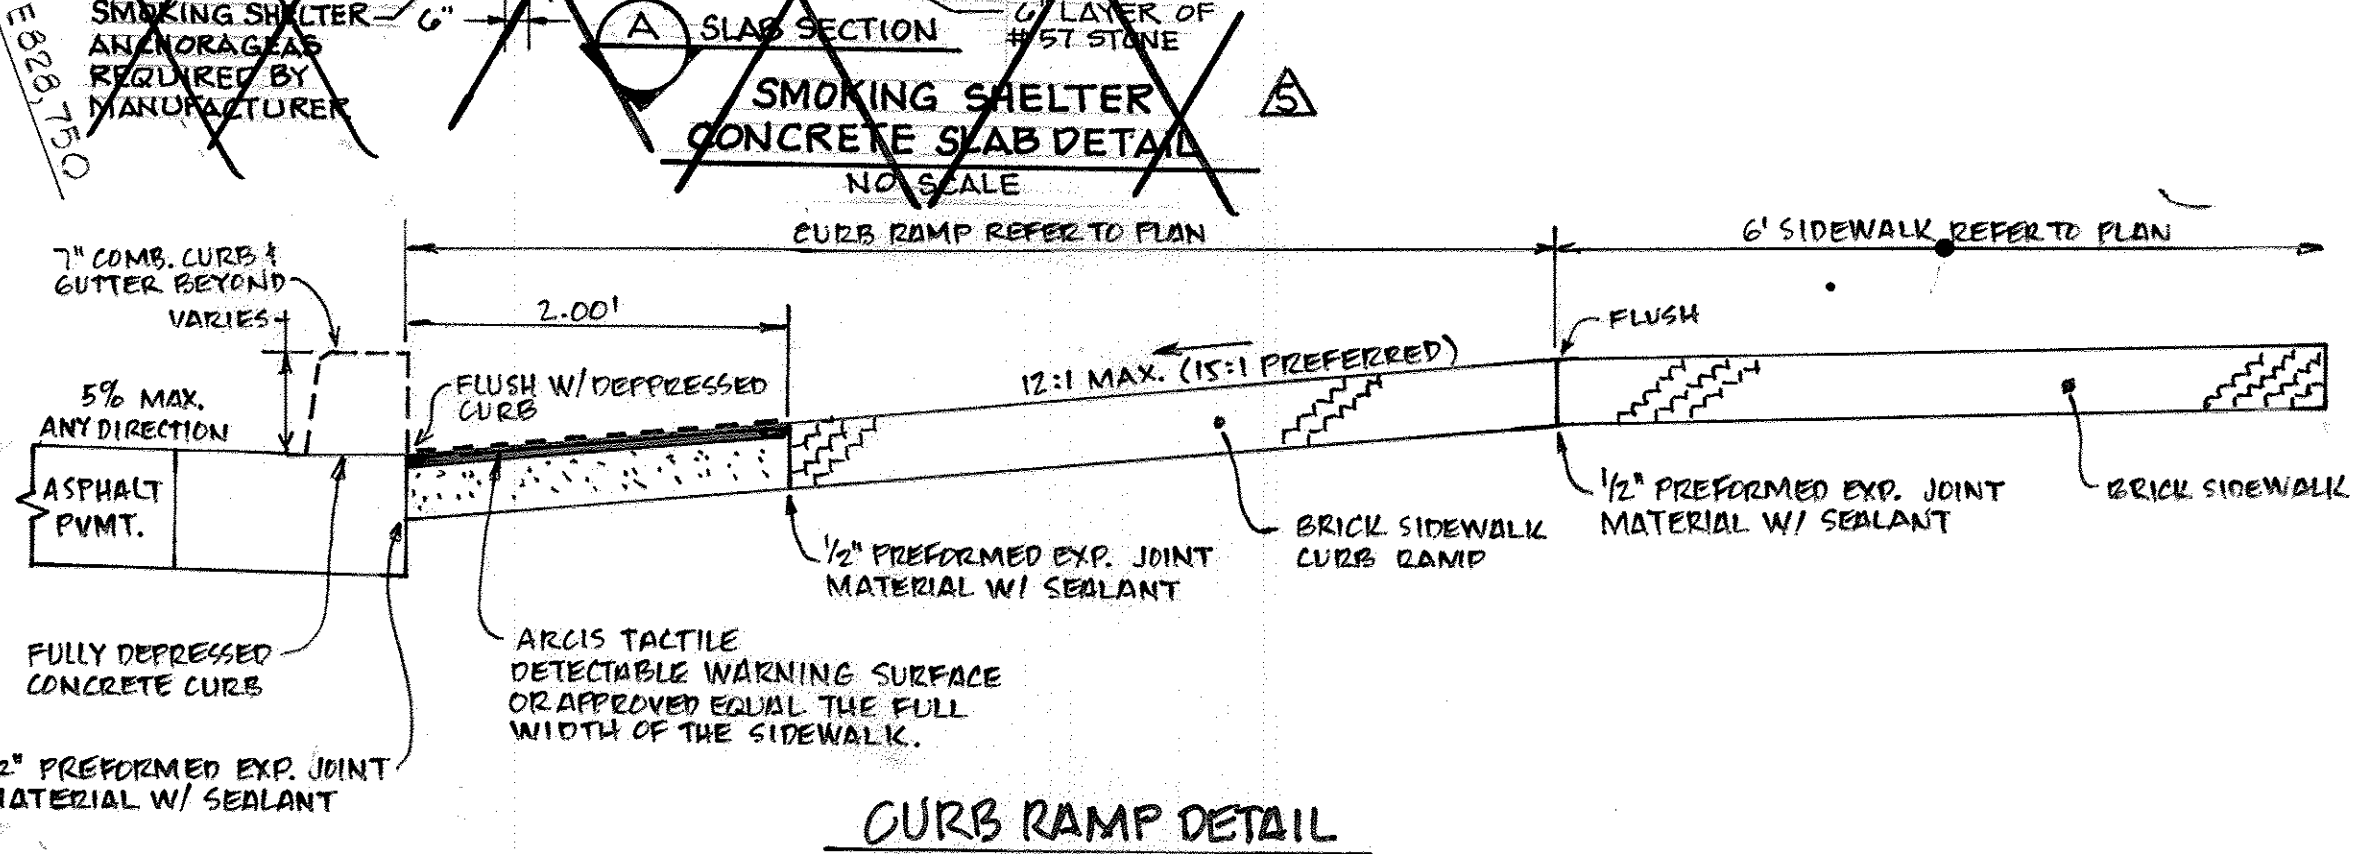 E 828,750
SMOKING SHELTER
ANCHORAGE AS
REQUIRED BY
MANUFACTURER
6"
A
SLAB SECTION
6" LAYER OF
#57 STONE
SMOKING SHELTER
CONCRETE SLAB DETAIL
NO SCALE
5
CURB RAMP REFER TO PLAN
6' SIDEWALK REFER TO PLAN
7" COMB. CURB &
GUTTER BEYOND
VARIES
2.00'
FLUSH
12:1 MAX. (15:1 PREFERRED)
FLUSH W/ DEPPRESSED
CURB
5% MAX.
ANY DIRECTION
ASPHALT
PVMT.
1/2" PREFORMED EXP. JOINT
MATERIAL W/ SEALANT
BRICK SIDEWALK
CURB RAMP
1/2" PREFORMED EXP. JOINT
MATERIAL W/ SEALANT
BRICK SIDEWALK
FULLY DEPRESSED
CONCRETE CURB
ARCIS TACTILE
DETECTABLE WARNING SURFACE
OR APPROVED EQUAL THE FULL
WIDTH OF THE SIDEWALK.
2" PREFORMED EXP. JOINT
MATERIAL W/ SEALANT
CURB RAMP DETAIL